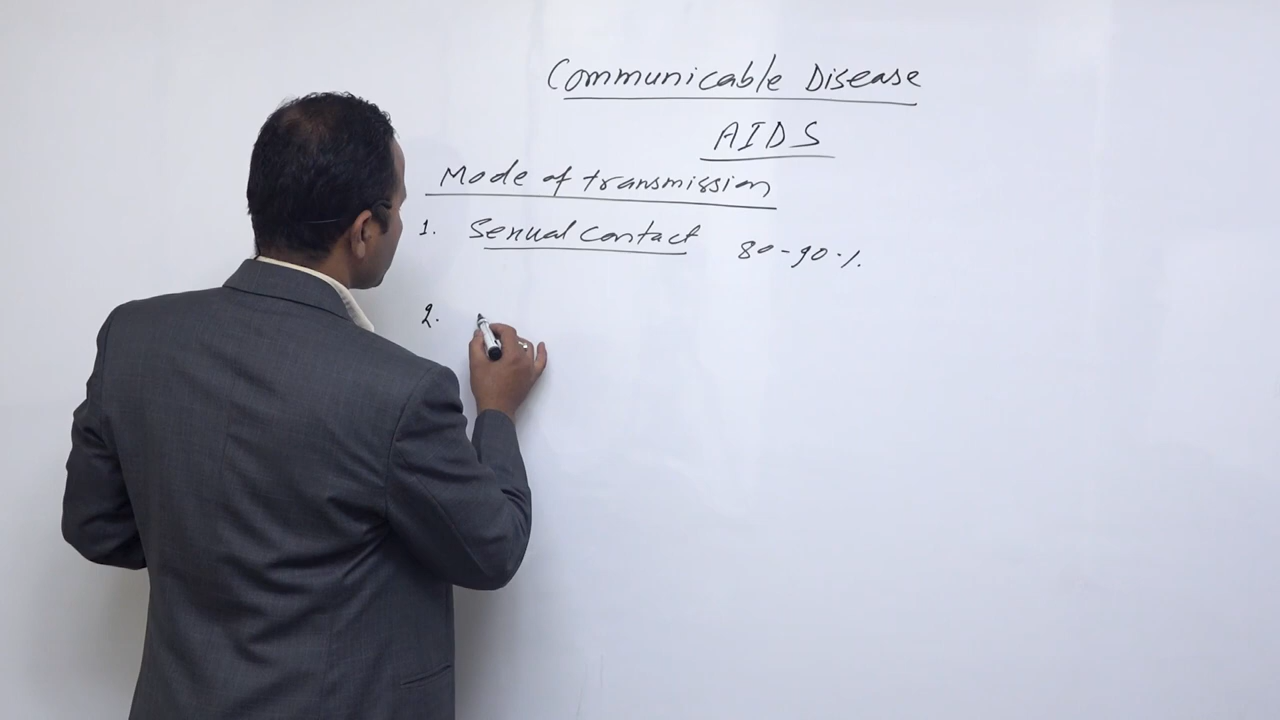 Communicable Disease
AIDS
Mode of transmission
1. Sexual contact 80-90%.
2.